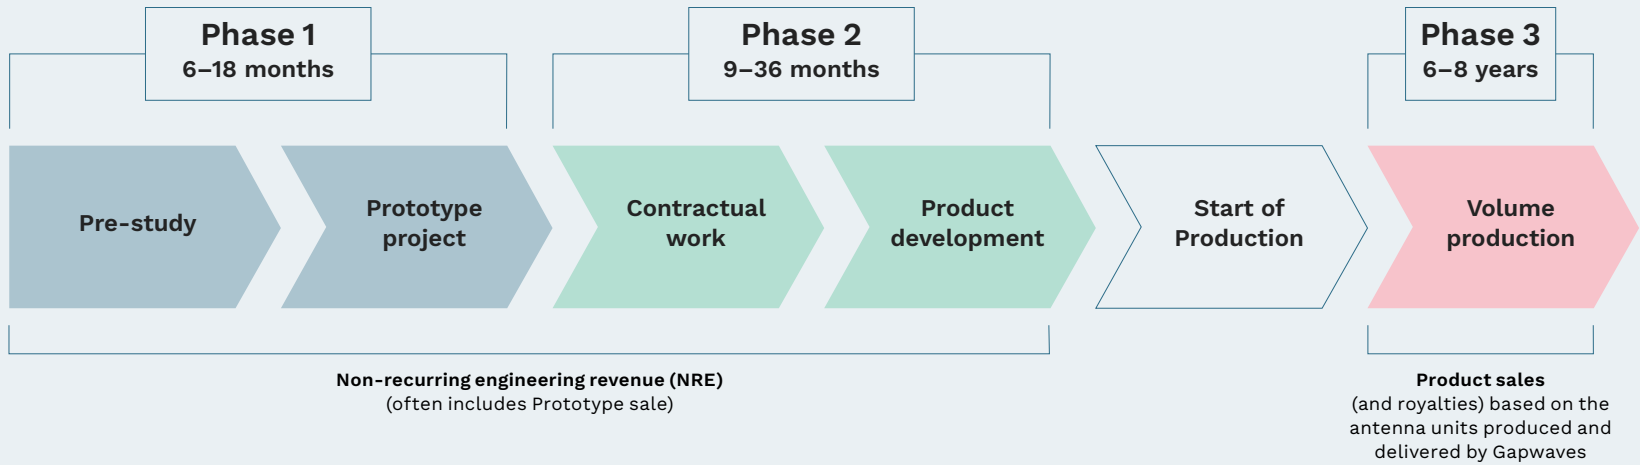 Phase 1
6–18 months
Phase 2
9–36 months
Phase 3
6–8 years
Pre-study
Prototype
project
Contractual
work
Product
development
Start of
Production
Volume
production
Non-recurring engineering revenue (NRE)
(often includes Prototype sale)
Product sales
(and royalties) based on the
antenna units produced and
delivered by Gapwaves